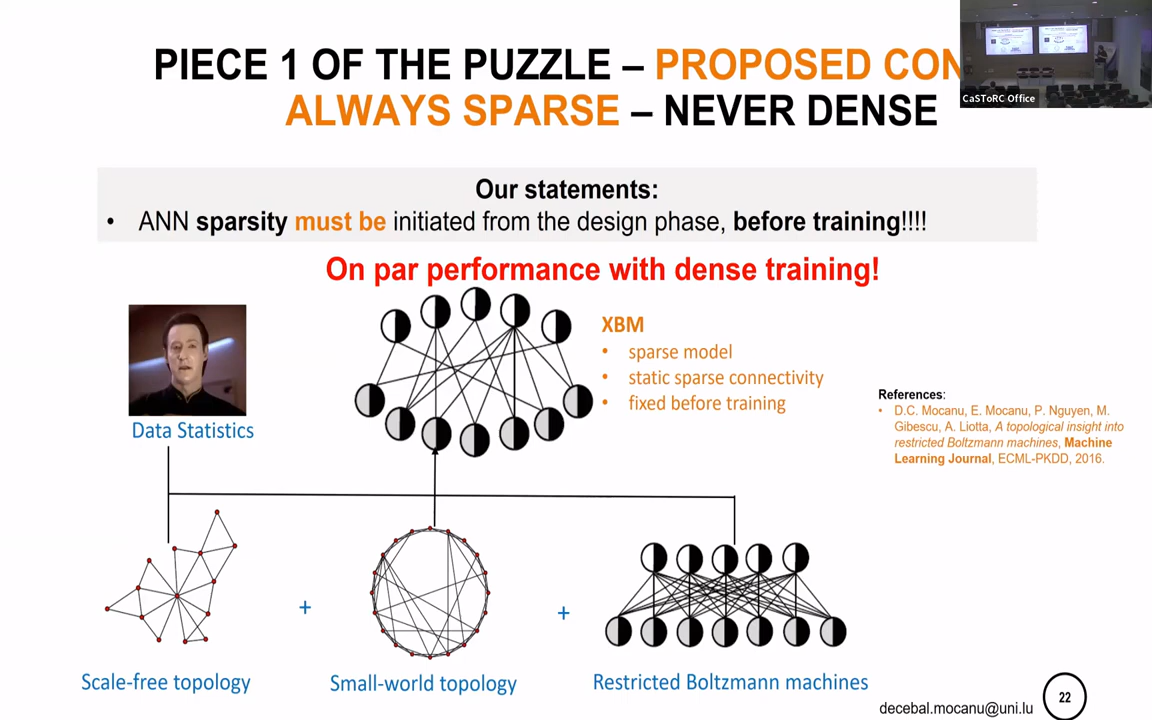 PIECE 1 OF THE PUZZLE – PROPOSED CON
ALWAYS SPARSE – NEVER DENSE
CaSToRC Office
Our statements:
• ANN sparsity must be initiated from the design phase, before training!!!!
On par performance with dense training!
XBM
• sparse model
• static sparse connectivity
• fixed before training
Data Statistics
References:
• D.C. Mocanu, E. Mocanu, P. Nguyen, M.
Gibescu, A. Liotta, A topological insight into
restricted Boltzmann machines, Machine
Learning Journal, ECML-PKDD, 2016.
+
+
Scale-free topology
Small-world topology
Restricted Boltzmann machines
decebal.mocanu@uni.lu
22